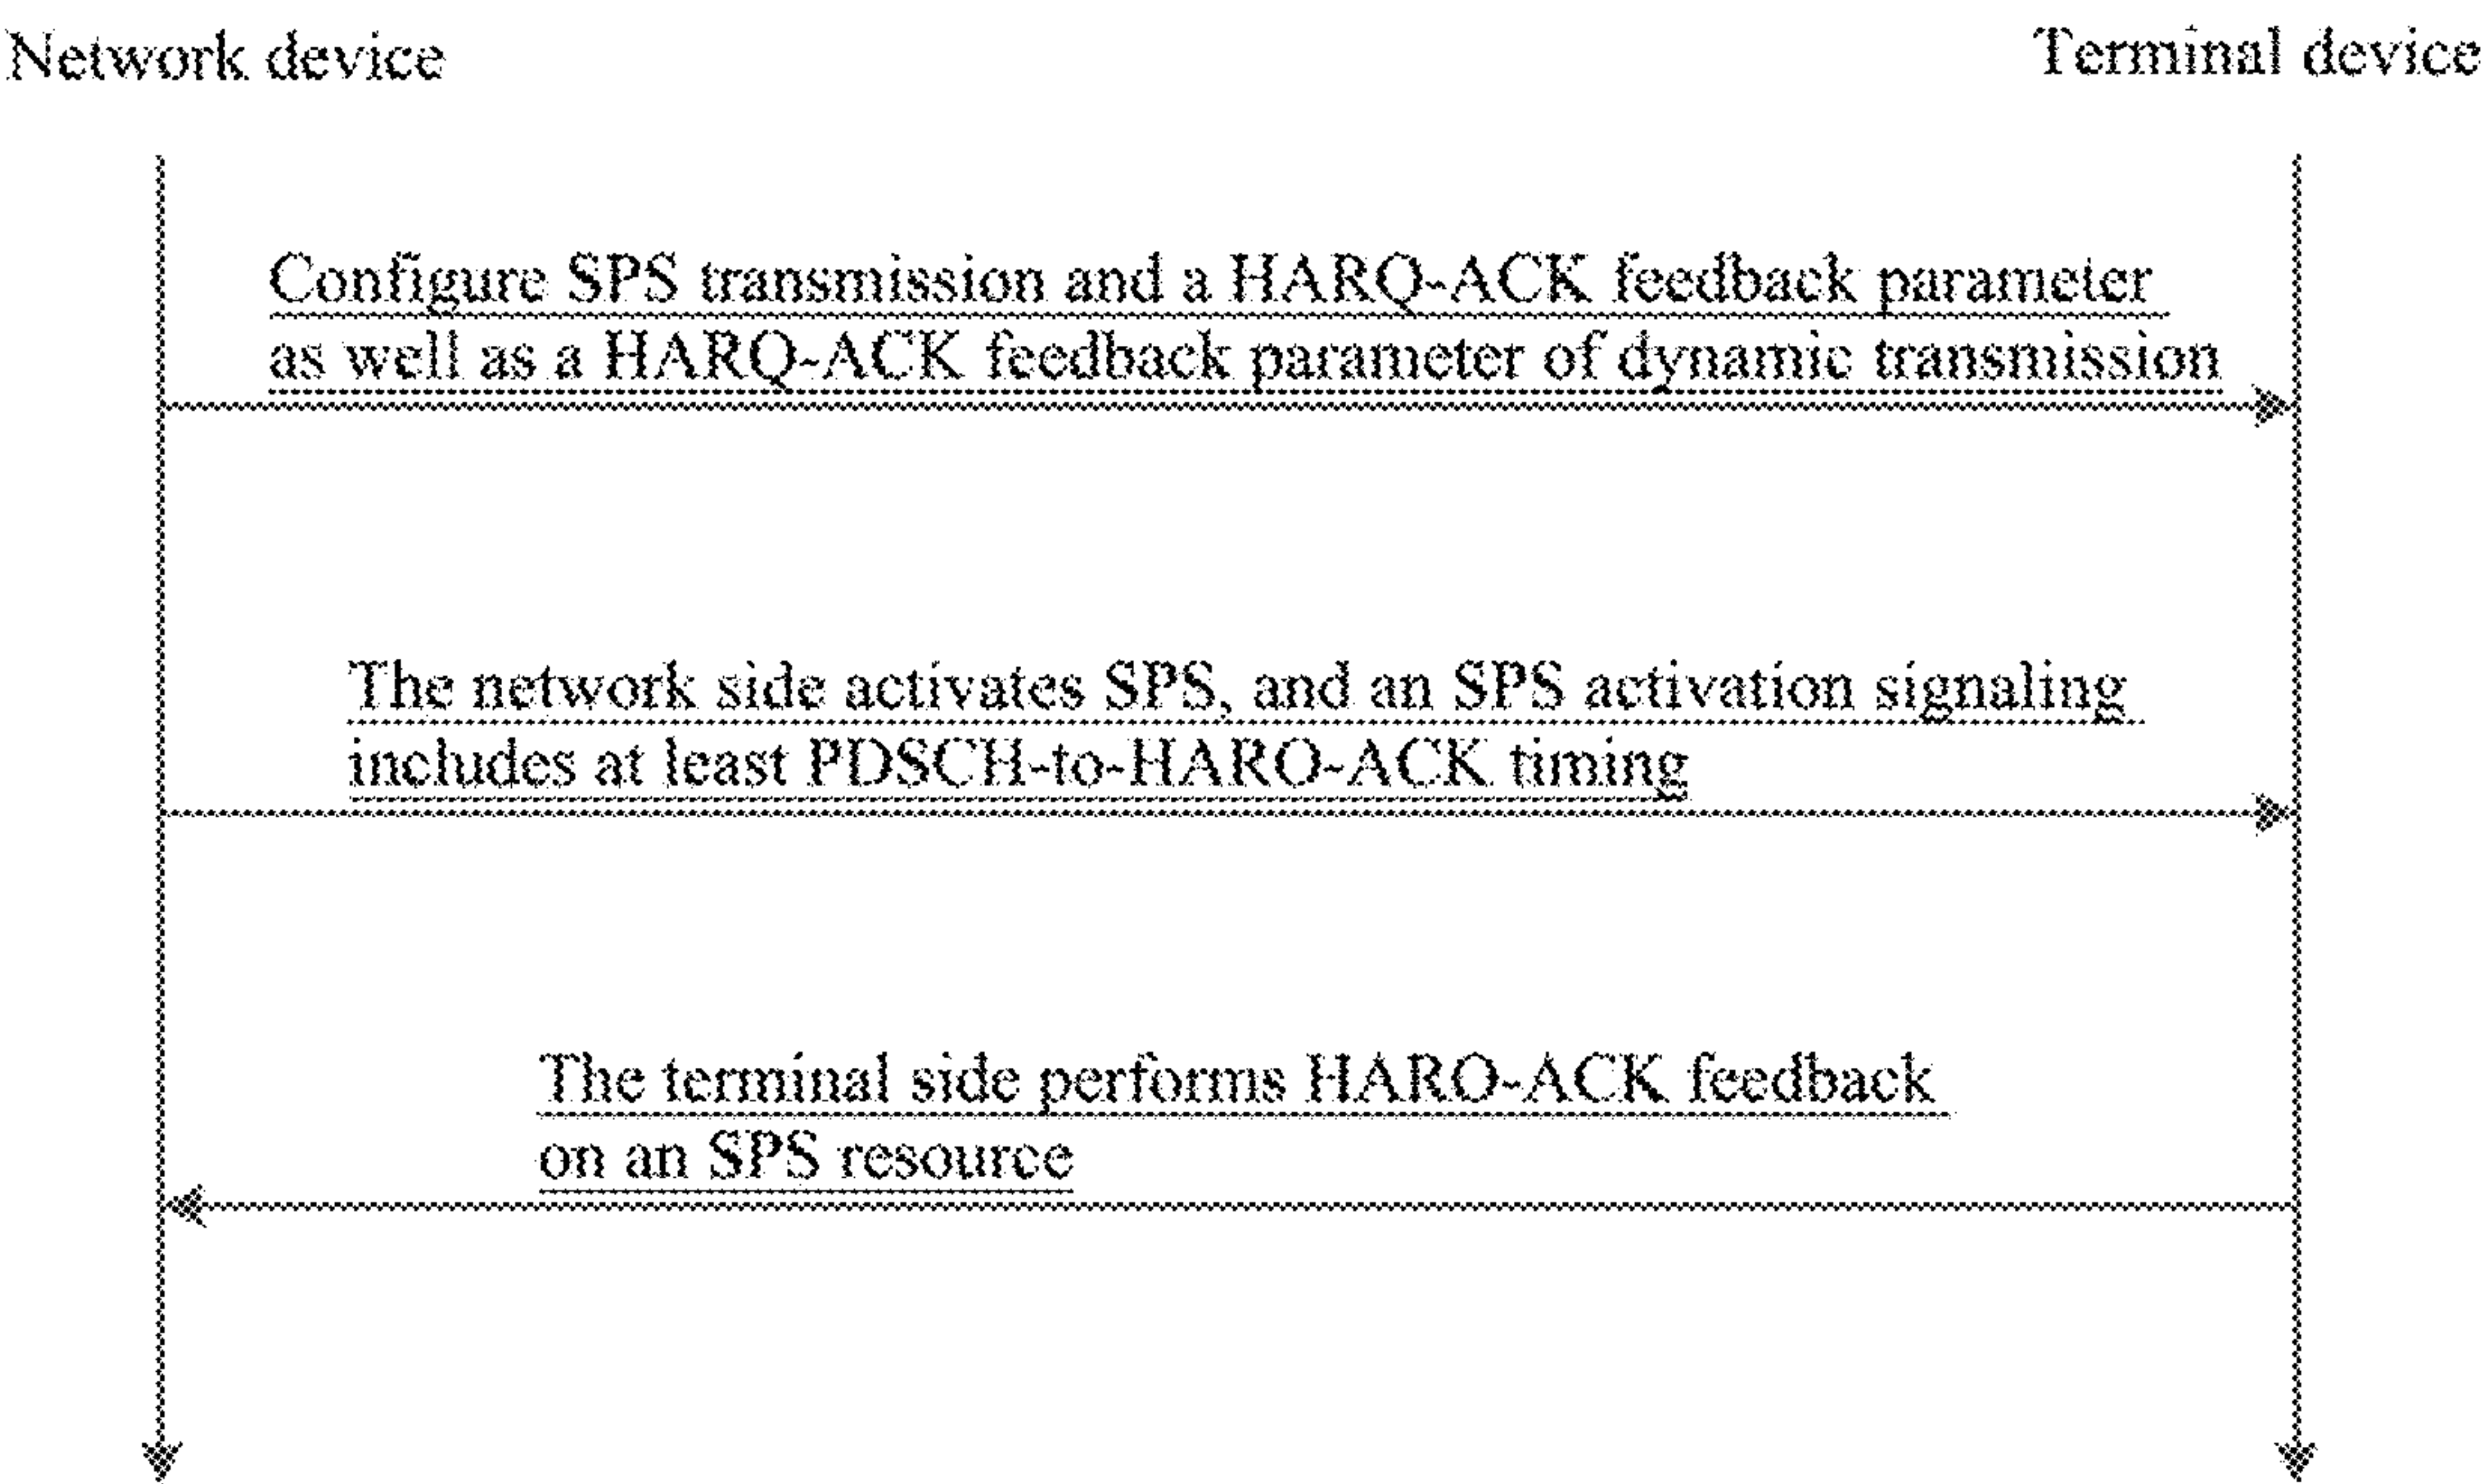 Network device
Terminal device
Configure SPS transmission and a HARQ-ACK feedback parameter
as well as a HARQ-ACK feedback parameter of dynamic transmission
The network side activates SPS, and an SPS activation signaling
includes at least PDSCH-to-HARQ-ACK timing
The terminal side performs HARQ-ACK feedback
on an SPS resource